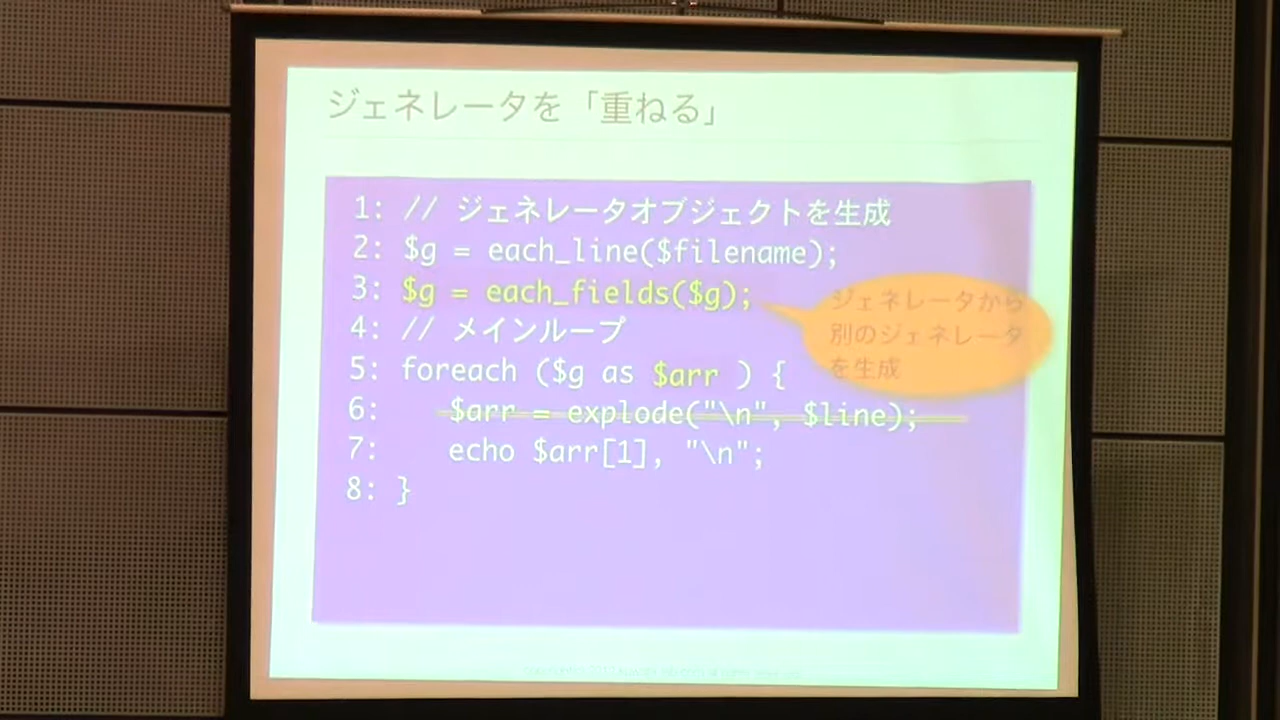 ジェネレータを「重ねる」
1: // ジェネレータオブジェクトを生成
2: $g = each_line($filename);
3: $g = each_fields($g);
4: // メインループ
5: foreach ($g as $arr ) {
6: $arr = explode("\n", $line);
7: echo $arr[1], "\n";
8: }
ジェネレータから
別のジェネレータ
を生成